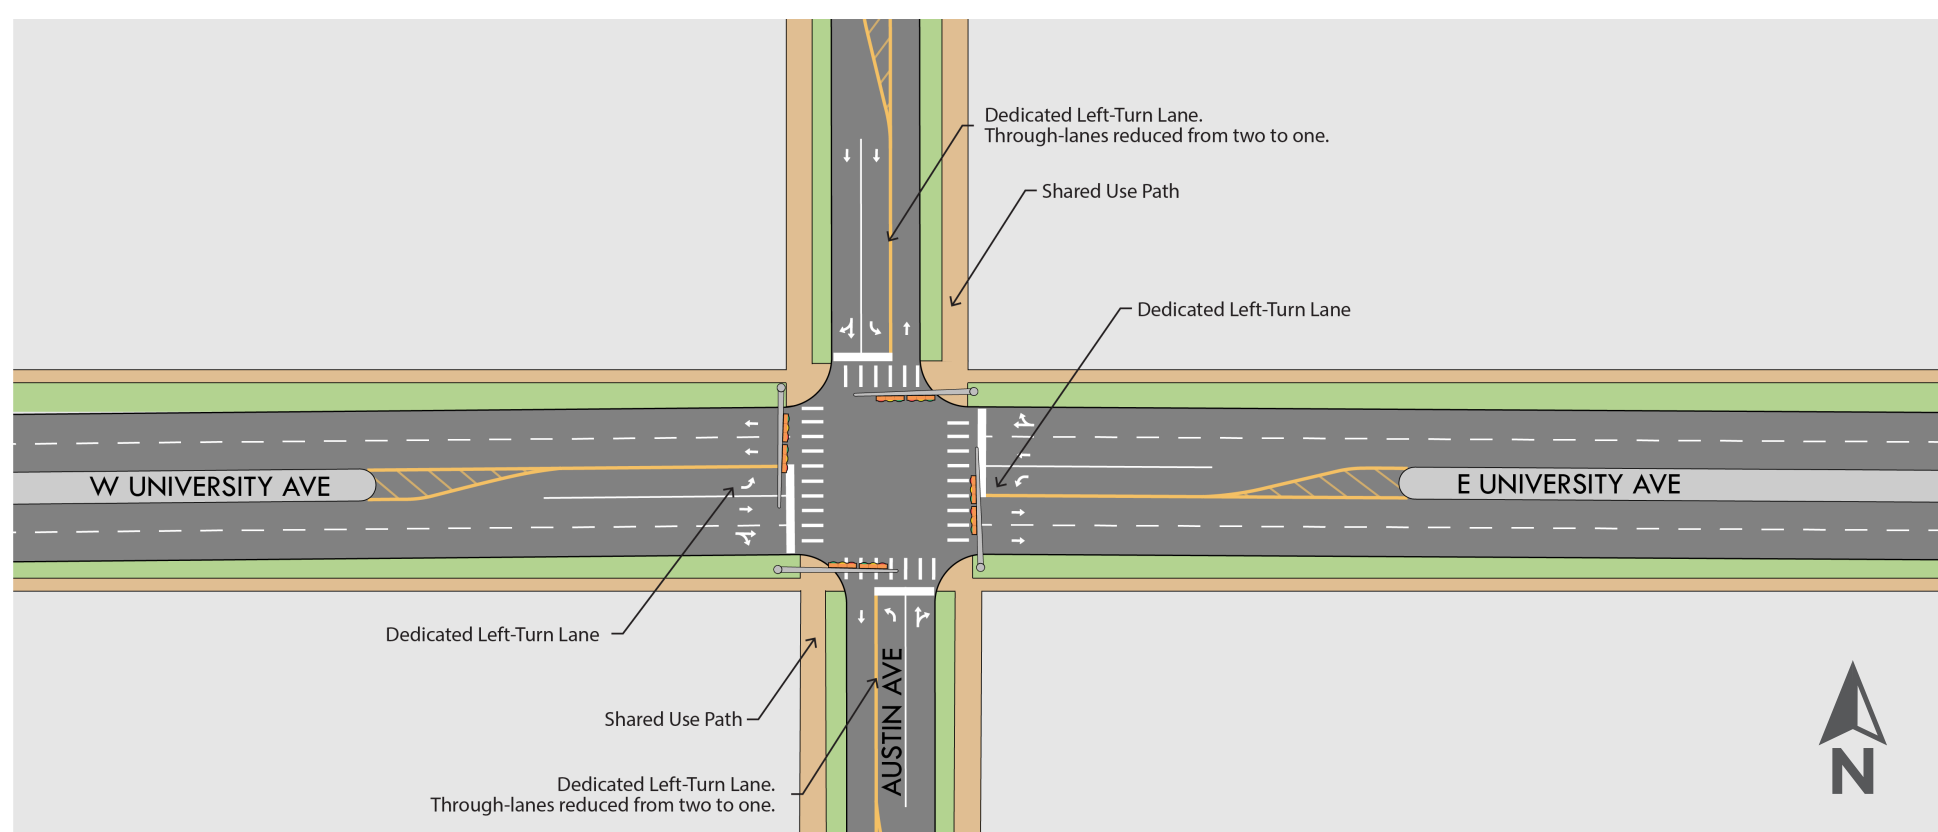 Dedicated Left-Turn Lane.
Through-lanes reduced from two to one.
Shared Use Path
Dedicated Left-Turn Lane
W UNIVERSITY AVE
E UNIVERSITY AVE
Dedicated Left-Turn Lane
Shared Use Path
AUSTIN AVE
Dedicated Left-Turn Lane.
Through-lanes reduced from two to one.
N